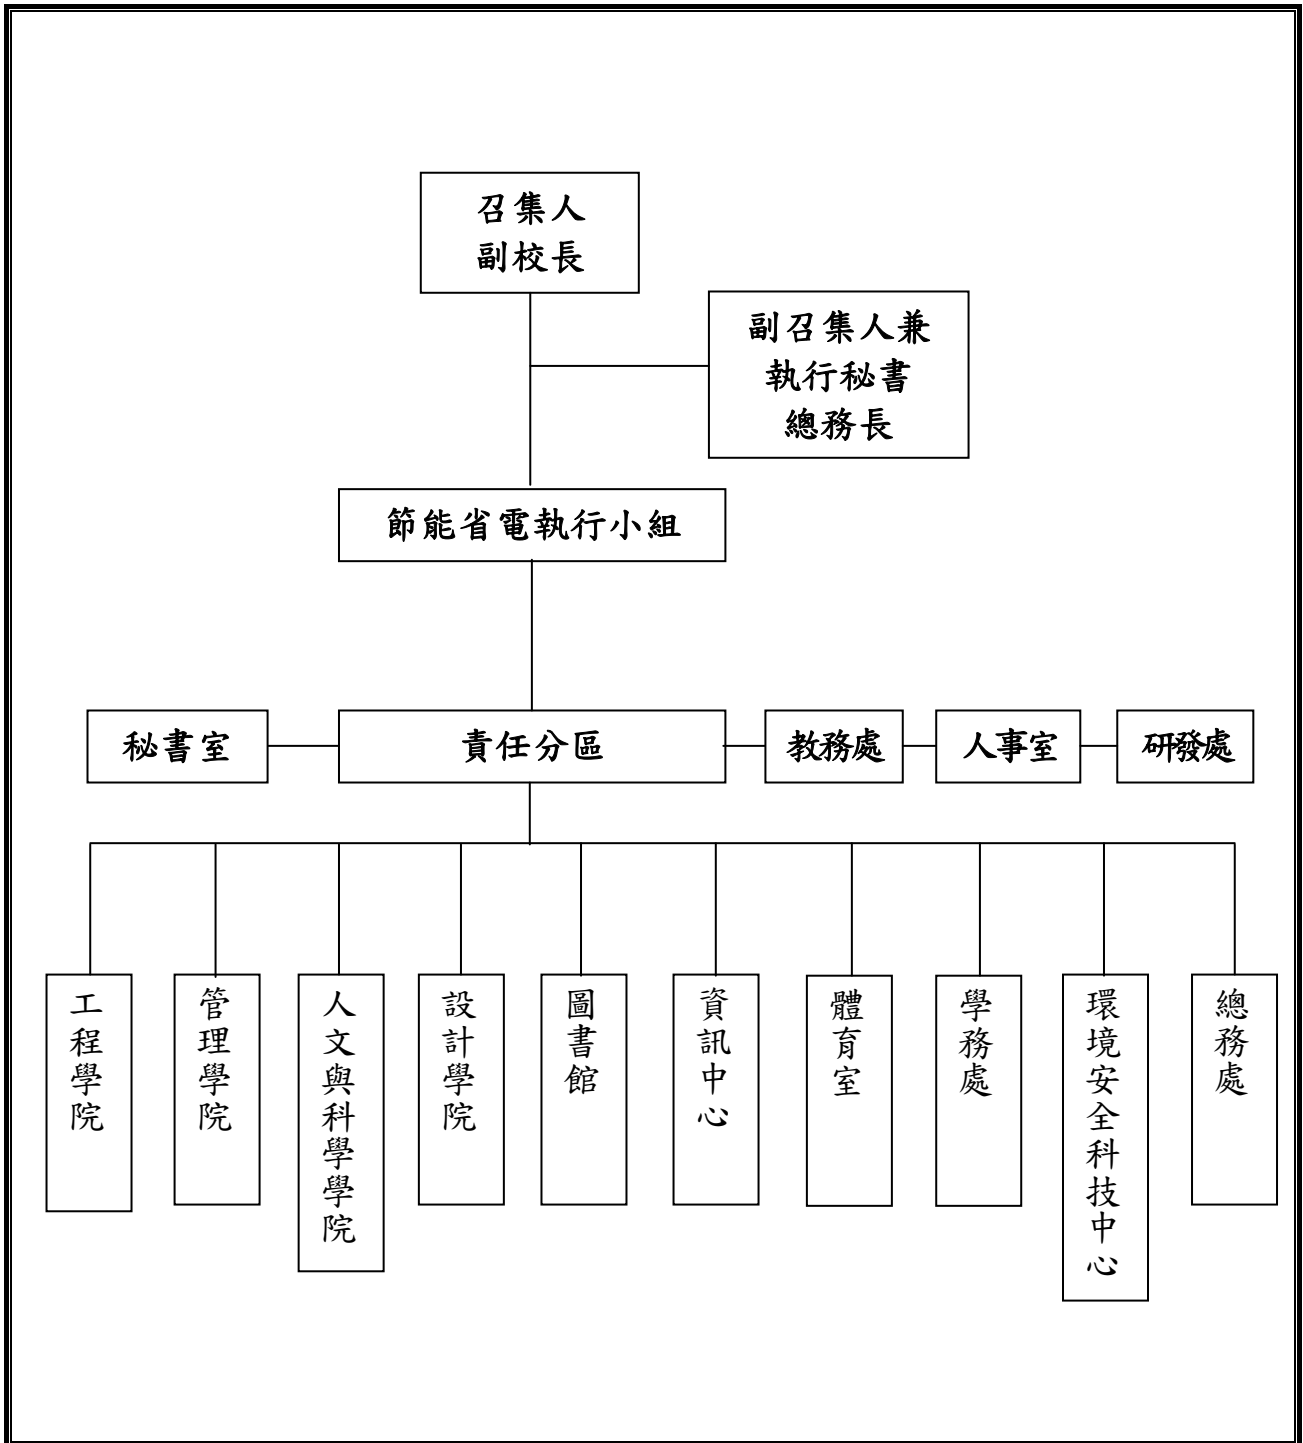 召集人
副校長
副召集人兼
執行秘書
總務長
節能省電執行小組
秘書室
責任分區
教務處
人事室
研發處
工程學院
管理學院
人文與科學學院
設計學院
圖書館
資訊中心
體育室
學務處
環境安全科技中心
總務處